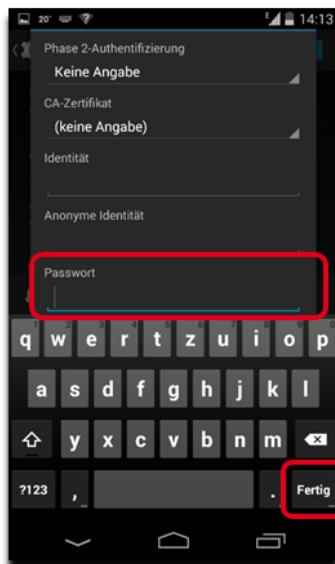 20° 14:13
Phase 2-Authentifizierung
Keine Angabe
CA-Zertifikat
(keine Angabe)
Identität
Anonyme Identität
Passwort
q w e r t z u i o p
a s d f g h j k l
y x c v b n m
?123 , . Fertig